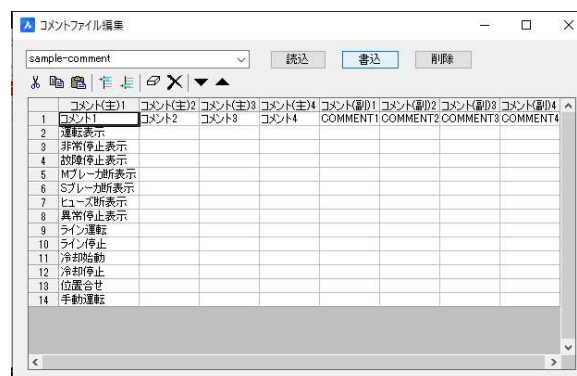 コメントファイル編集
sample-comment 読込 書込 削除
コメント(主)1 コメント(主)2 コメント(主)3 コメント(主)4 コメント(副)1 コメント(副)2 コメント(副)3 コメント(副)4
1 コメント1 コメント2 コメント3 コメント4 COMMENT1 COMMENT2 COMMENT3 COMMENT4
2 運転表示
3 非常停止表示
4 故障停止表示
5 Mブレーカ断表示
6 Sブレーカ断表示
7 ヒューズ断表示
8 異常停止表示
9 ライン運転
10 ライン停止
11 冷却始動
12 冷却停止
13 位置合せ
14 手動運転